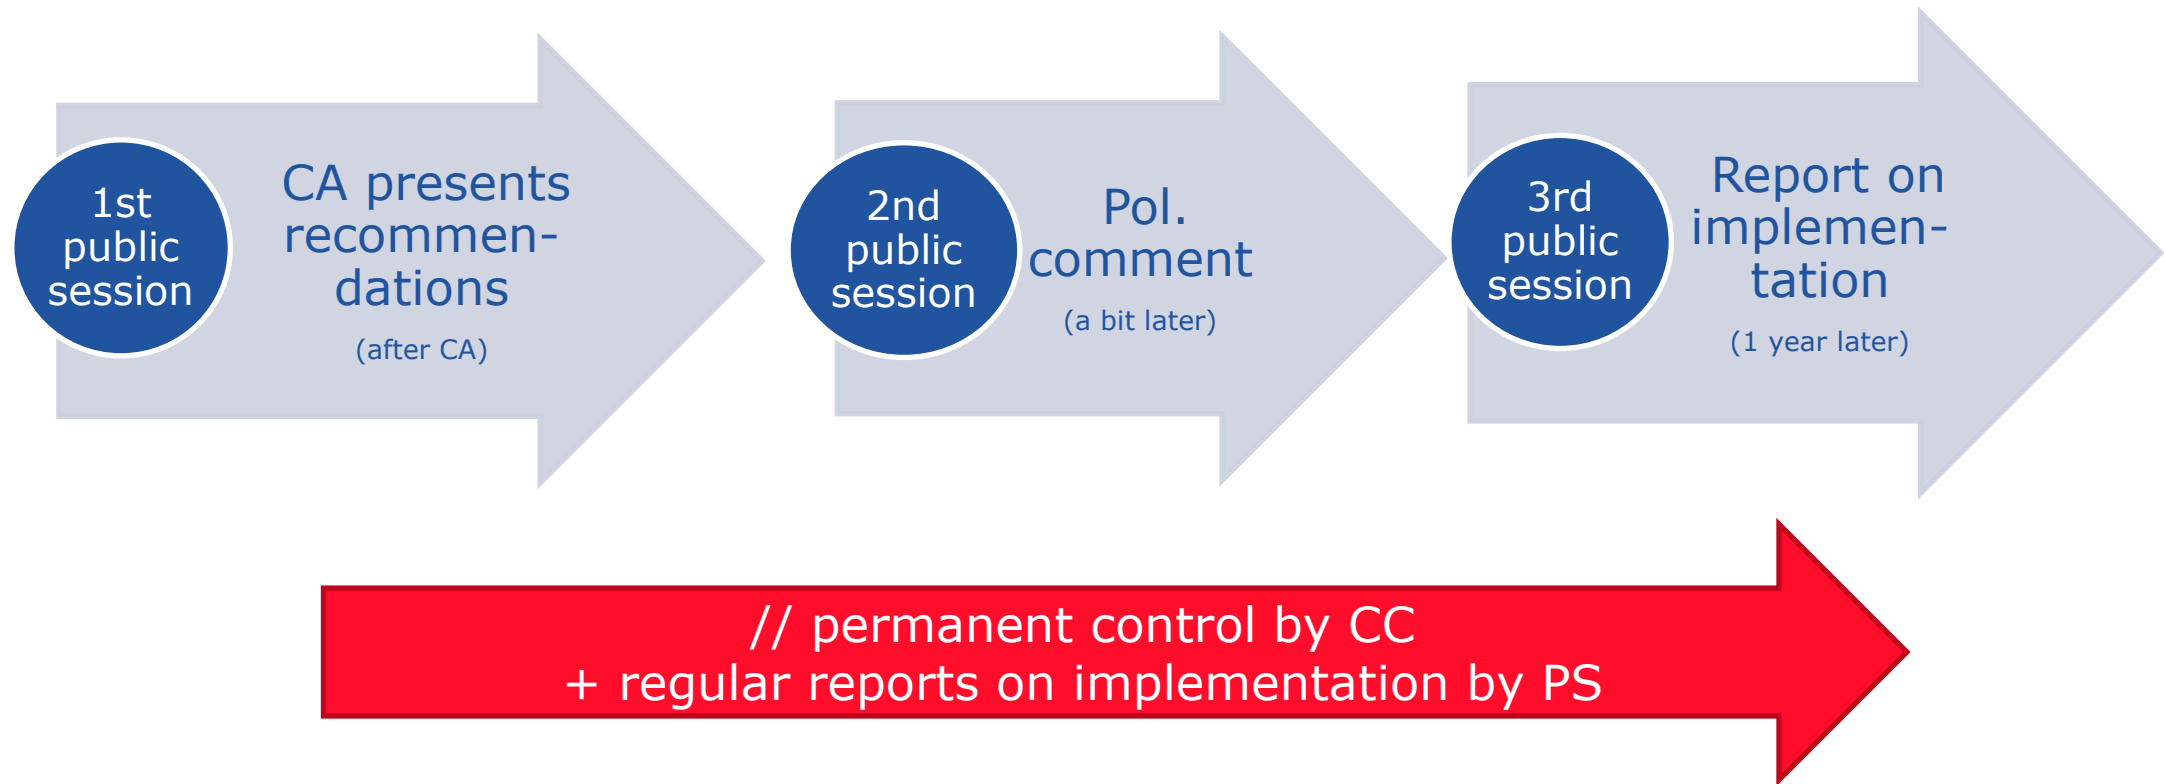 1st
public
session
CA presents
recommen-
dations
(after CA)
2nd
public
session
Pol.
comment
(a bit later)
3rd
public
session
Report on
implemen-
tation
(1 year later)
// permanent control by CC
+ regular reports on implementation by PS